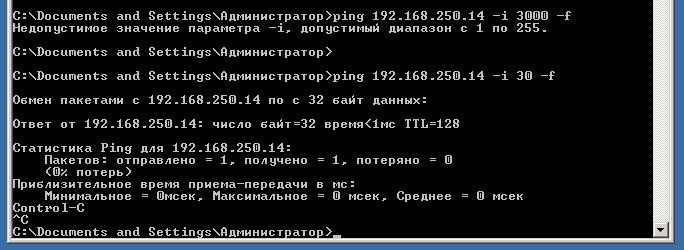 C:\Documents and Settings\Администратор>ping 192.168.250.14 -i 3000 -f
Недопустимое значение параметра -i, допустимый диапазон с 1 по 255.
C:\Documents and Settings\Администратор>
C:\Documents and Settings\Администратор>ping 192.168.250.14 -i 30 -f
Обмен пакетами с 192.168.250.14 по с 32 байт данных:
Ответ от 192.168.250.14: число байт=32 время<1мс TTL=128
Статистика Ping для 192.168.250.14:
Пакетов: отправлено = 1, получено = 1, потеряно = 0
(0% потерь)
Приблизительное время приема-передачи в мс:
Минимальное = 0мсек, Максимальное = 0 мсек, Среднее = 0 мсек
Control-C
^C
C:\Documents and Settings\Администратор>_